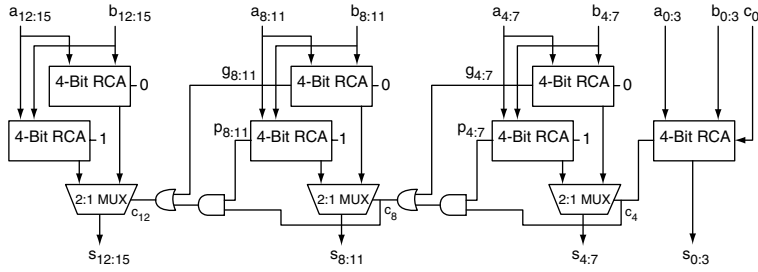 a12:15 b12:15 a8:11 b8:11 a4:7 b4:7 a0:3 b0:3 c0
4-Bit RCA 0 g8:11 4-Bit RCA 0 g4:7 4-Bit RCA 0
4-Bit RCA 1 p8:11 4-Bit RCA 1 p4:7 4-Bit RCA 1 4-Bit RCA
2:1 MUX c12 2:1 MUX c8 2:1 MUX c4
s12:15 s8:11 s4:7 s0:3